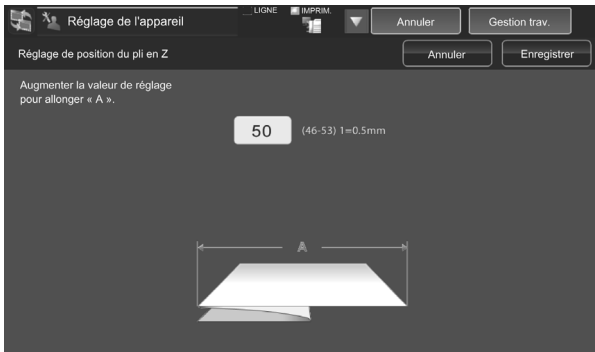 LIGNE
IMPRIM.
Réglage de l'appareil
Annuler
Gestion trav.
Réglage de position du pli en Z
Annuler
Enregistrer
Augmenter la valeur de réglage
pour allonger « A ».
50
(46-53) 1=0.5mm
A